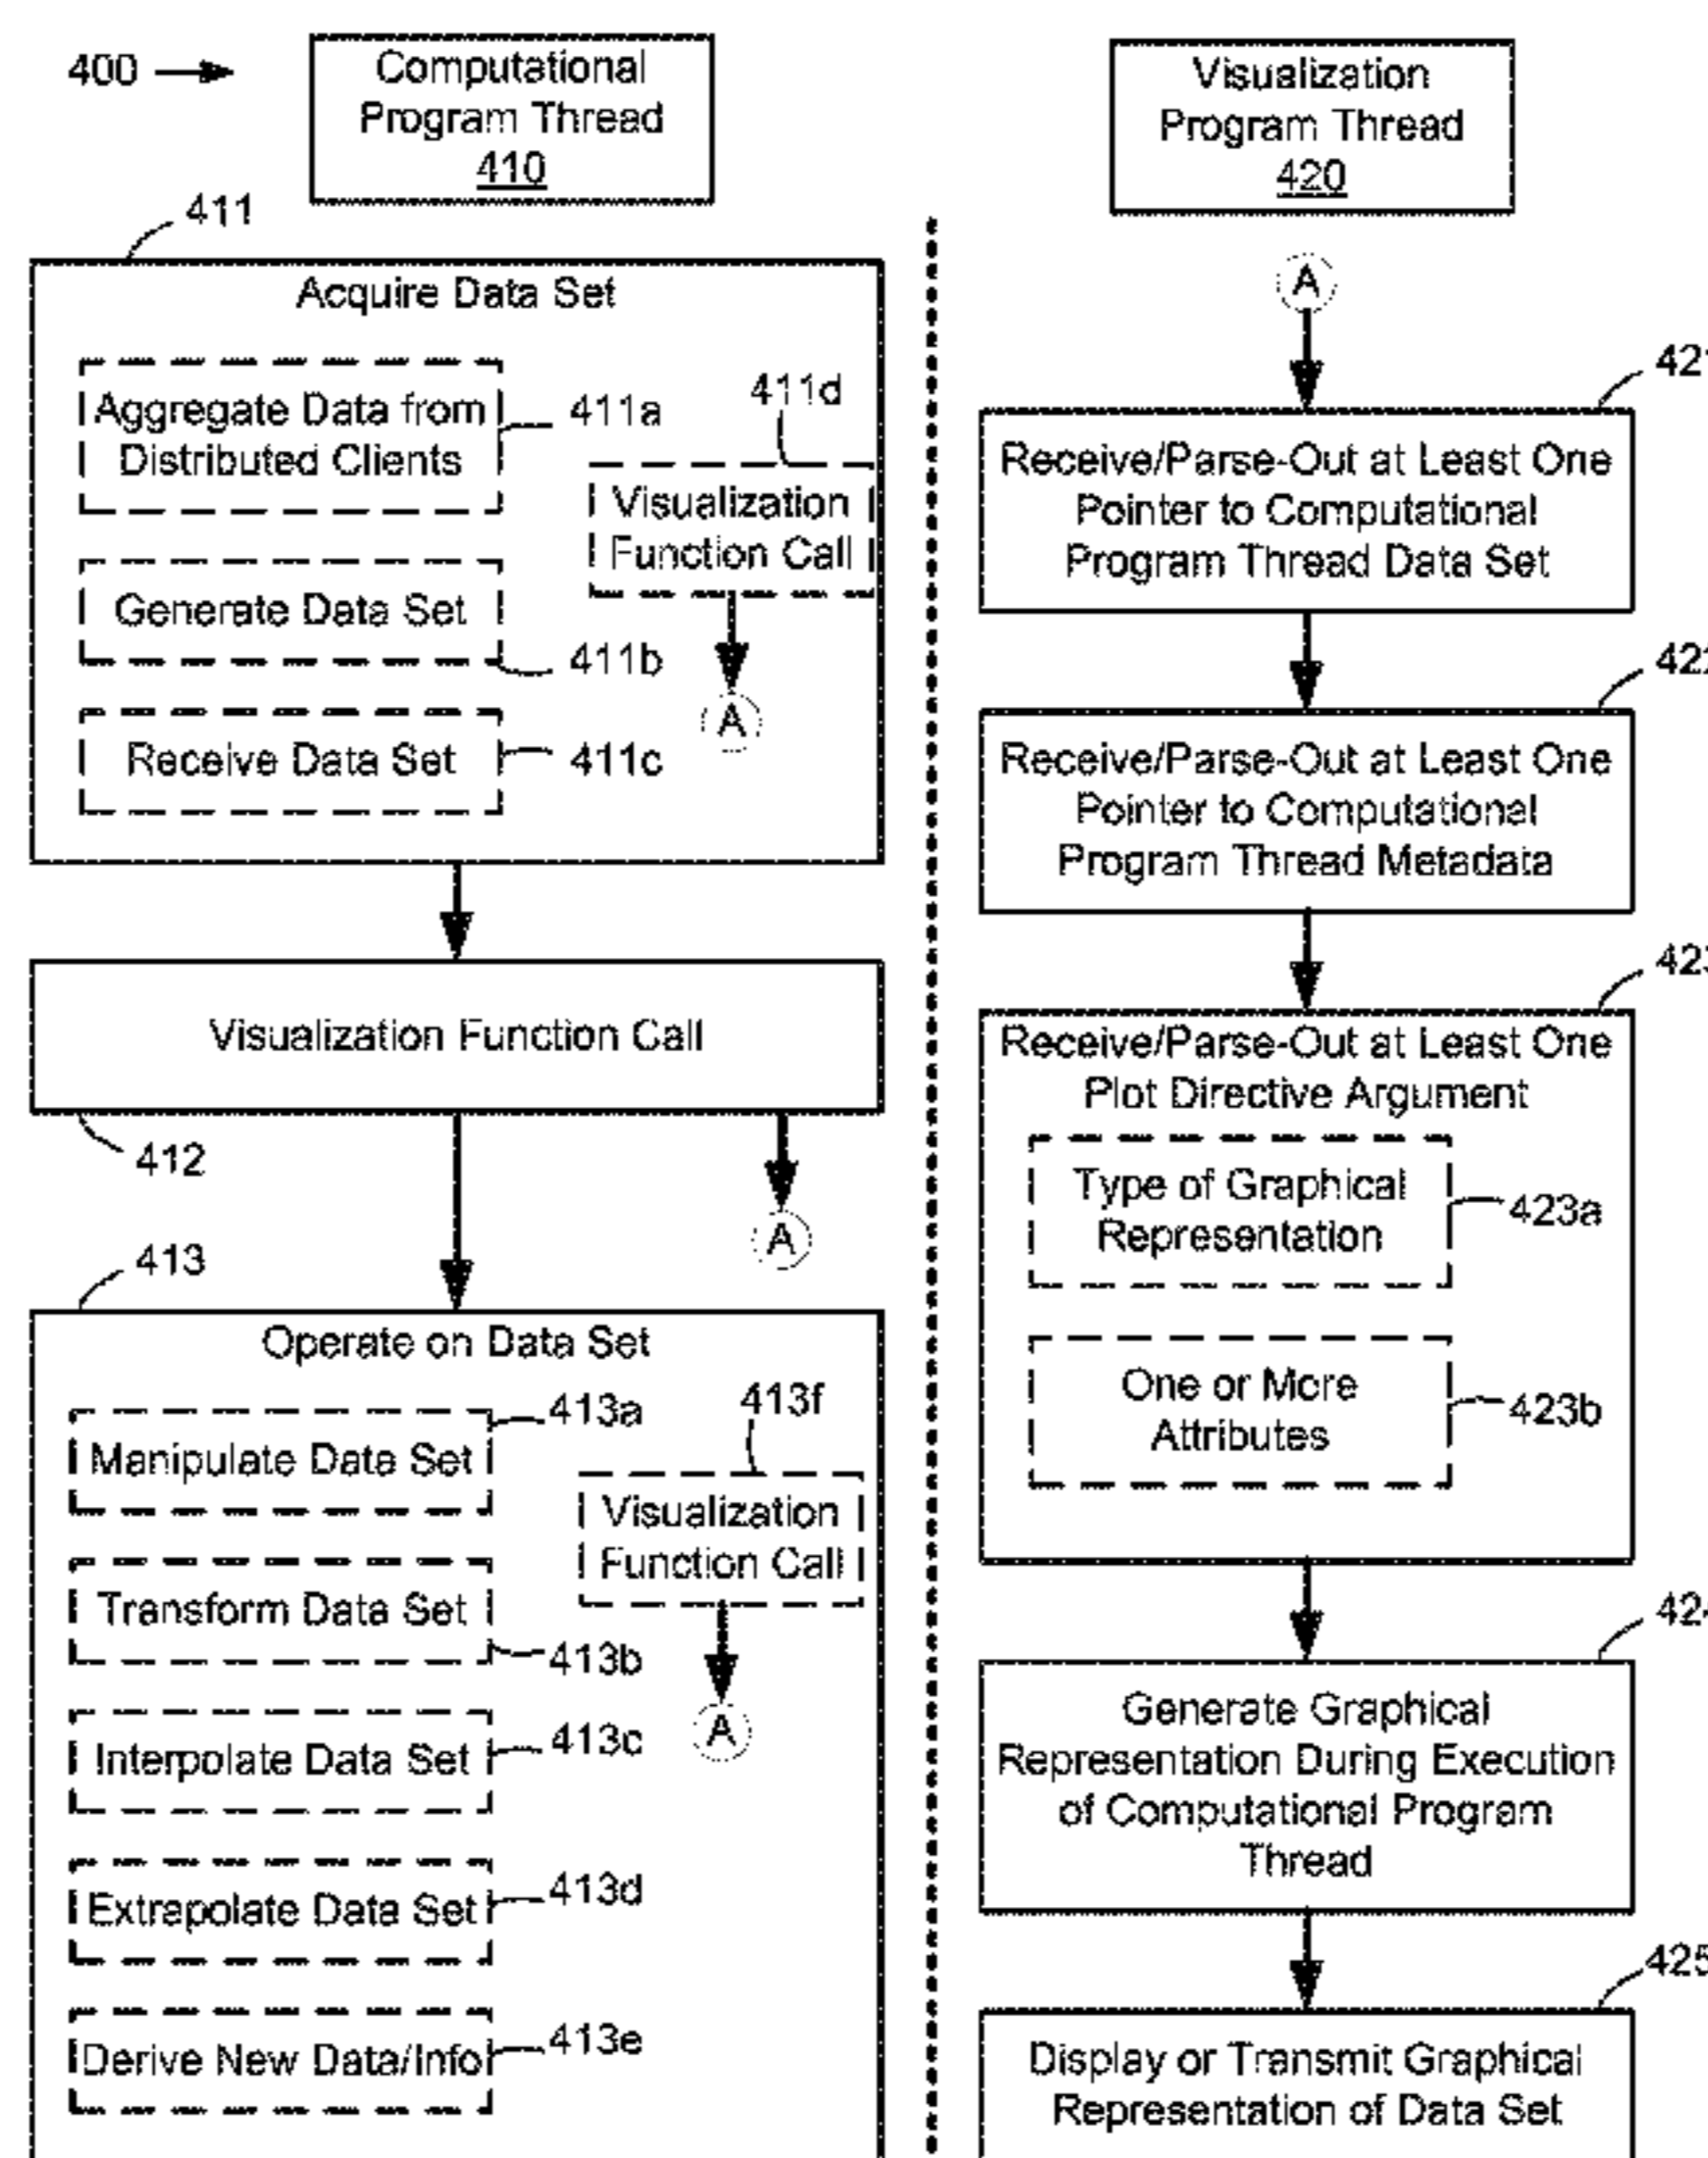 400
Computational
Program Thread
410
411
Acquire Data Set
Aggregate Data from
Distributed Clients
411a
411d
Visualization
Function Call
Generate Data Set
411b
A
Receive Data Set
411c
Visualization Function Call
412
A
413
Operate on Data Set
413a
Manipulate Data Set
413f
Visualization
Function Call
Transform Data Set
413b
A
Interpolate Data Set
413c
Extrapolate Data Set
413d
Derive New Data/Info
413e
Visualization
Program Thread
420
A
421
Receive/Parse-Out at Least One
Pointer to Computational
Program Thread Data Set
422
Receive/Parse-Out at Least One
Pointer to Computational
Program Thread Metadata
423
Receive/Parse-Out at Least One
Plot Directive Argument
Type of Graphical
Representation
423a
One or More
Attributes
423b
424
Generate Graphical
Representation During Execution
of Computational Program
Thread
425
Display or Transmit Graphical
Representation of Data Set